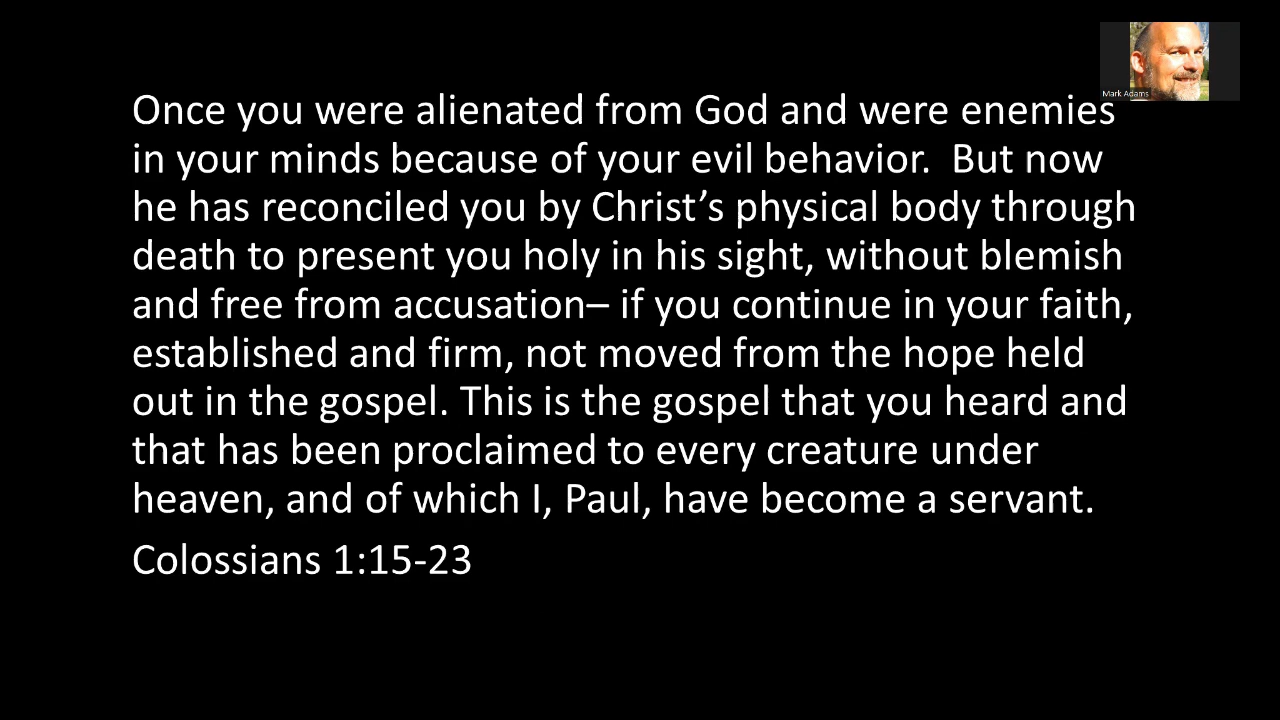 Mark Adams
Once you were alienated from God and were enemies
in your minds because of your evil behavior.  But now
he has reconciled you by Christ’s physical body through
death to present you holy in his sight, without blemish
and free from accusation– if you continue in your faith,
established and firm, not moved from the hope held
out in the gospel. This is the gospel that you heard and
that has been proclaimed to every creature under
heaven, and of which I, Paul, have become a servant.
Colossians 1:15-23